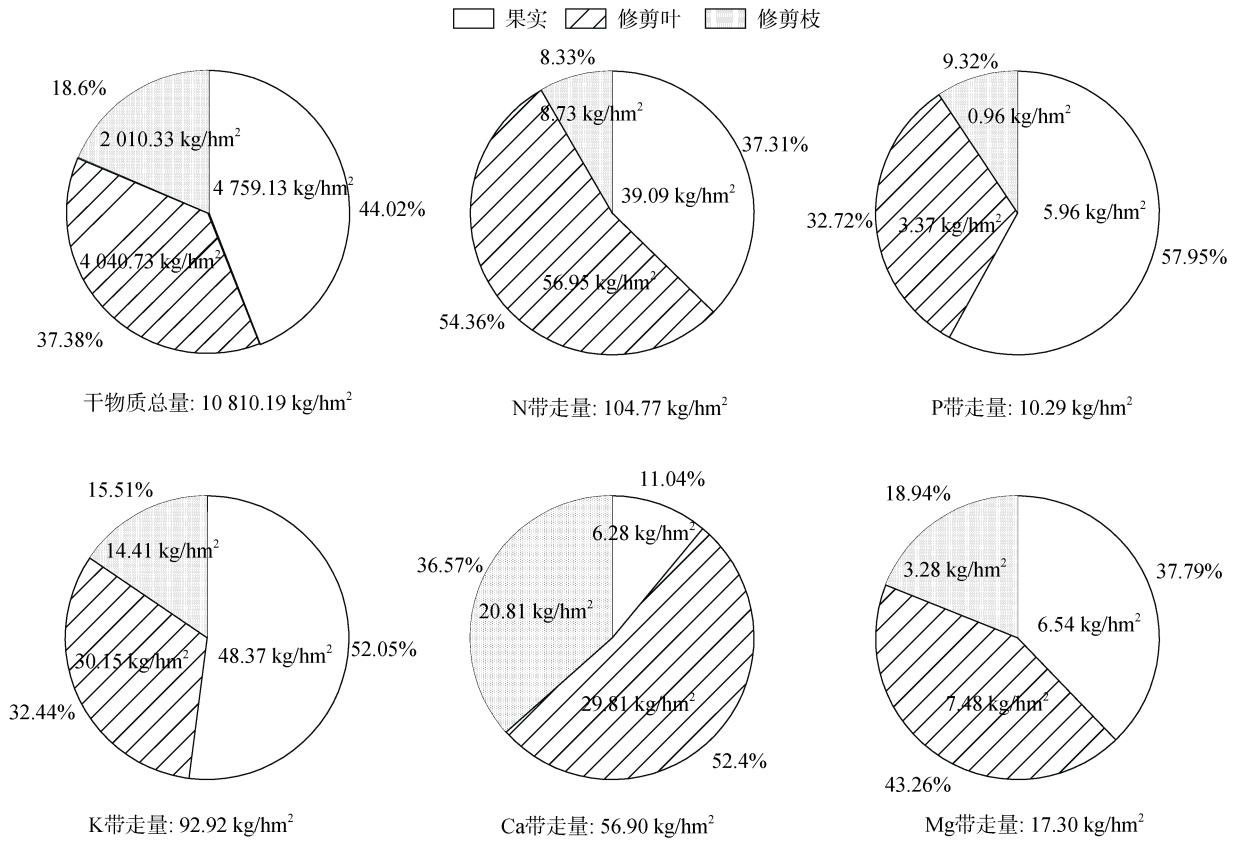 果实 修剪叶 修剪枝
18.6%
2 010.33 kg/hm²
4 759.13 kg/hm²
44.02%
4 040.73 kg/hm²
37.38%
干物质总量: 10 810.19 kg/hm²
8.33%
8.73 kg/hm²
37.31%
39.09 kg/hm²
56.95 kg/hm²
54.36%
N带走量: 104.77 kg/hm²
9.32%
0.96 kg/hm²
32.72%
3.37 kg/hm²
5.96 kg/hm²
57.95%
P带走量: 10.29 kg/hm²
15.51%
14.41 kg/hm²
30.15 kg/hm²
48.37 kg/hm²
52.05%
32.44%
K带走量: 92.92 kg/hm²
11.04%
6.28 kg/hm²
36.57%
20.81 kg/hm²
29.81 kg/hm²
52.4%
Ca带走量: 56.90 kg/hm²
18.94%
3.28 kg/hm²
37.79%
6.54 kg/hm²
7.48 kg/hm²
43.26%
Mg带走量: 17.30 kg/hm²